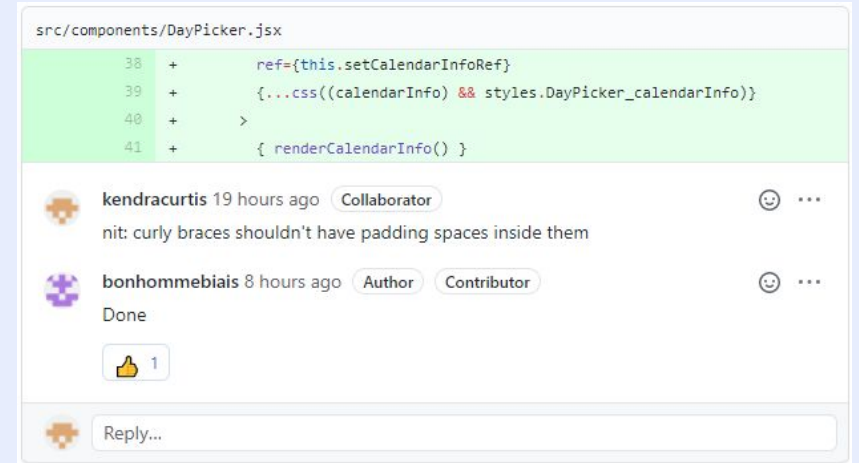 src/components/DayPicker.jsx
38 + ref={this.setCalendarInfoRef}
39 + {...css((calendarInfo) && styles.DayPicker_calendarInfo)}
40 + >
41 + { renderCalendarInfo() }
kendracurtis 19 hours ago Collaborator
nit: curly braces shouldn't have padding spaces inside them
bonhommebiais 8 hours ago Author Contributor
Done
👍 1
Reply...